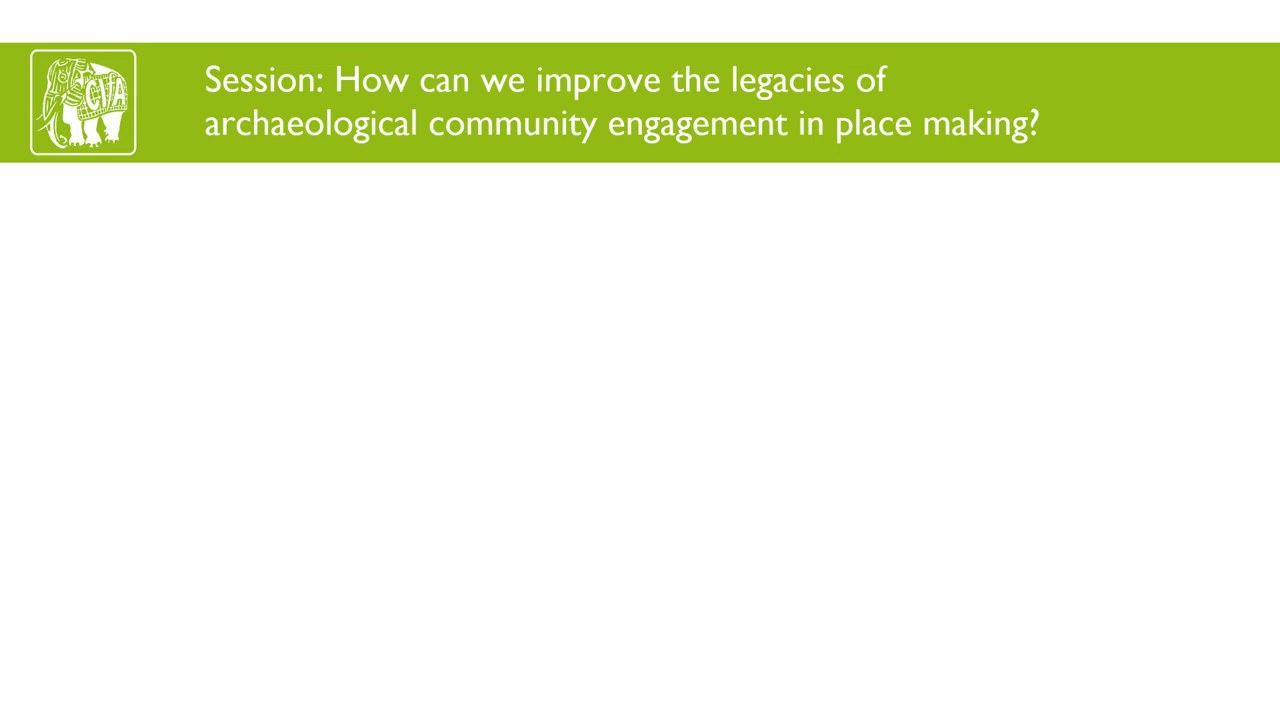 CIfA
Session: How can we improve the legacies of
archaeological community engagement in place making?